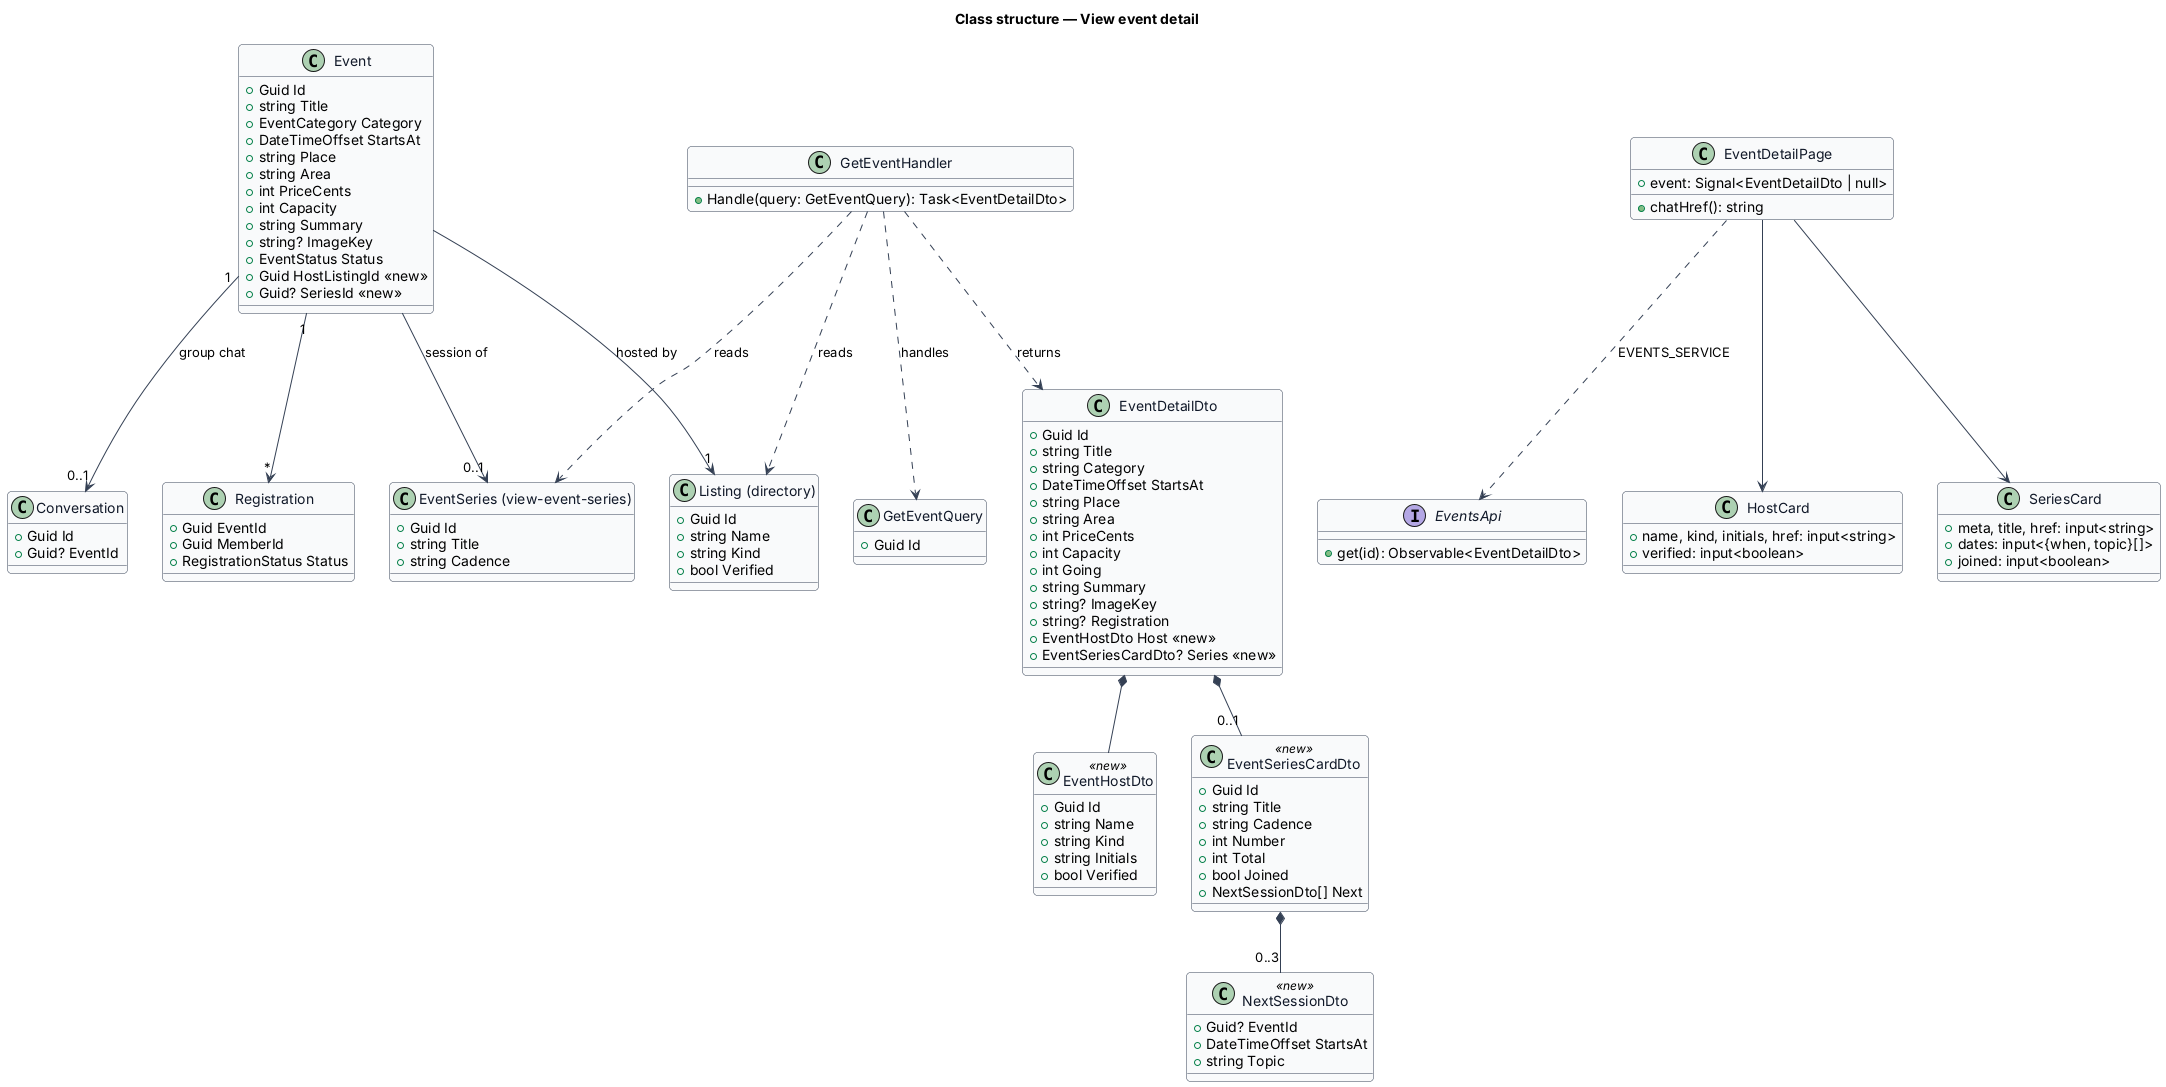 Class structure — View event detail
C Event
Guid Id
string Title
EventCategory Category
DateTimeOffset StartsAt
string Place
string Area
int PriceCents
int Capacity
string Summary
string? ImageKey
EventStatus Status
Guid HostListingId «new»
Guid? SeriesId «new»
C GetEventHandler
Handle(query: GetEventQuery): Task<EventDetailDto>
C EventDetailPage
event: Signal<EventDetailDto | null>
chatHref(): string
1
group chat
0..1
1
*
session of
0..1
hosted by
1
reads
reads
handles
returns
EVENTS_SERVICE
C Conversation
Guid Id
Guid? EventId
C Registration
Guid EventId
Guid MemberId
RegistrationStatus Status
C EventSeries (view-event-series)
Guid Id
string Title
string Cadence
C Listing (directory)
Guid Id
string Name
string Kind
bool Verified
C GetEventQuery
Guid Id
C EventDetailDto
Guid Id
string Title
string Category
DateTimeOffset StartsAt
string Place
string Area
int PriceCents
int Capacity
int Going
string Summary
string? ImageKey
string? Registration
EventHostDto Host «new»
EventSeriesCardDto? Series «new»
I EventsApi
get(id): Observable<EventDetailDto>
C HostCard
name, kind, initials, href: input<string>
verified: input<boolean>
C SeriesCard
meta, title, href: input<string>
dates: input<{when, topic}[]>
joined: input<boolean>
0..1
«new»
C EventHostDto
Guid Id
string Name
string Kind
string Initials
bool Verified
«new»
C EventSeriesCardDto
Guid Id
string Title
string Cadence
int Number
int Total
bool Joined
NextSessionDto[] Next
0..3
«new»
C NextSessionDto
Guid? EventId
DateTimeOffset StartsAt
string Topic